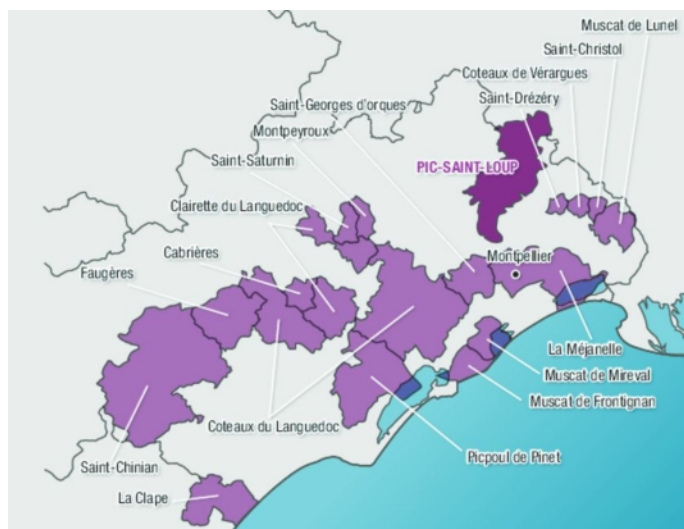 Muscat de Lunel
Saint-Christol
Coteaux de Vérargues
Saint-Drézéry
Saint-Georges d'orques
Montpeyroux
Saint-Saturnin
PIC-SAINT-LOUP
Clairette du Languedoc
Cabrières
Faugères
Montpellier
La Méjanelle
Muscat de Mireval
Muscat de Frontignan
Coteaux du Languedoc
Picpoul de Pinet
Saint-Chinian
La Clape